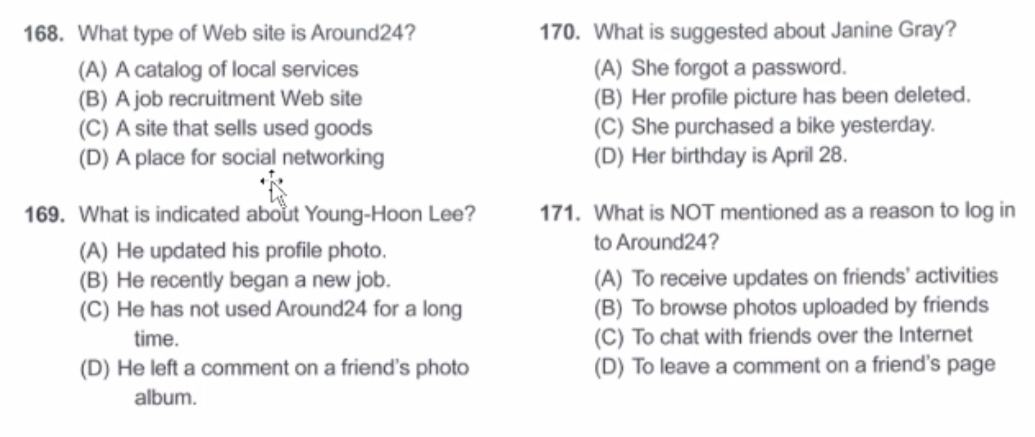 168. What type of Web site is Around24?
(A) A catalog of local services
(B) A job recruitment Web site
(C) A site that sells used goods
(D) A place for social networking
169. What is indicated about Young-Hoon Lee?
(A) He updated his profile photo.
(B) He recently began a new job.
(C) He has not used Around24 for a long
time.
(D) He left a comment on a friend's photo
album.
170. What is suggested about Janine Gray?
(A) She forgot a password.
(B) Her profile picture has been deleted.
(C) She purchased a bike yesterday.
(D) Her birthday is April 28.
171. What is NOT mentioned as a reason to log in
to Around24?
(A) To receive updates on friends' activities
(B) To browse photos uploaded by friends
(C) To chat with friends over the Internet
(D) To leave a comment on a friend's page